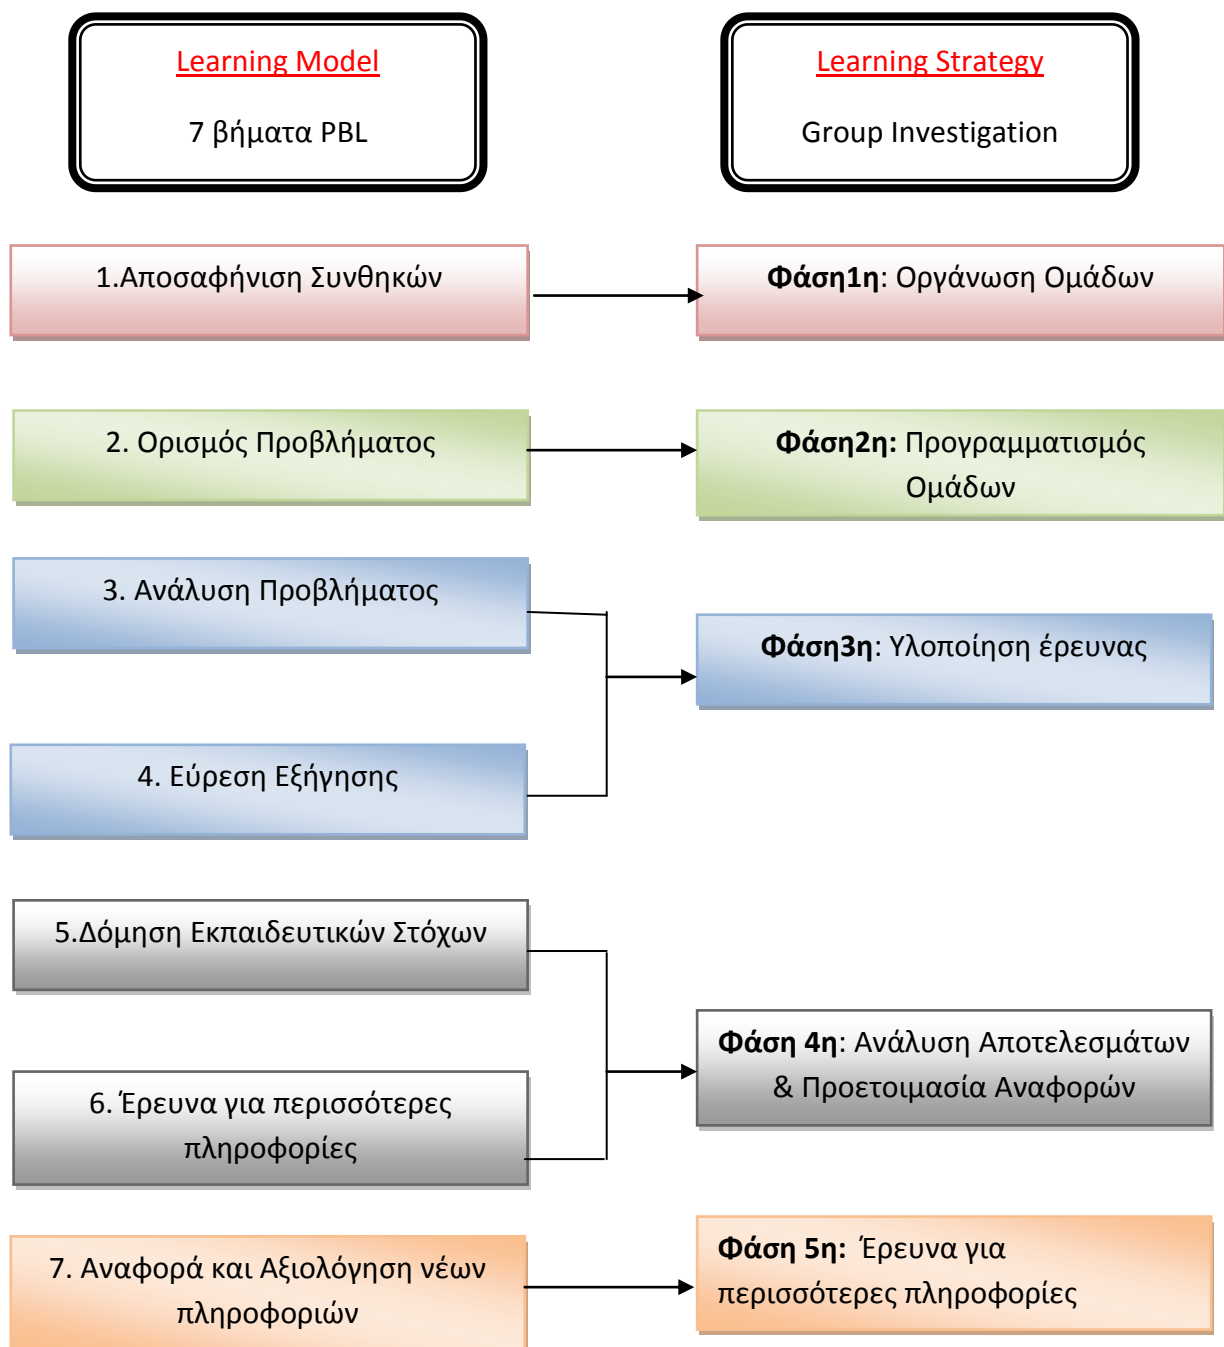 Learning Model
7 βήματα PBL
Learning Strategy
Group Investigation
1.Αποσαφήνιση Συνθηκών
Φάση1η: Οργάνωση Ομάδων
2. Ορισμός Προβλήματος
Φάση2η: Προγραμματισμός
Ομάδων
3. Ανάλυση Προβλήματος
Φάση3η: Υλοποίηση έρευνας
4. Εύρεση Εξήγησης
5.Δόμηση Εκπαιδευτικών Στόχων
Φάση 4η: Ανάλυση Αποτελεσμάτων
& Προετοιμασία Αναφορών
6. Έρευνα για περισσότερες
πληροφορίες
7. Αναφορά και Αξιολόγηση νέων
πληροφοριών
Φάση 5η: Έρευνα για
περισσότερες πληροφορίες